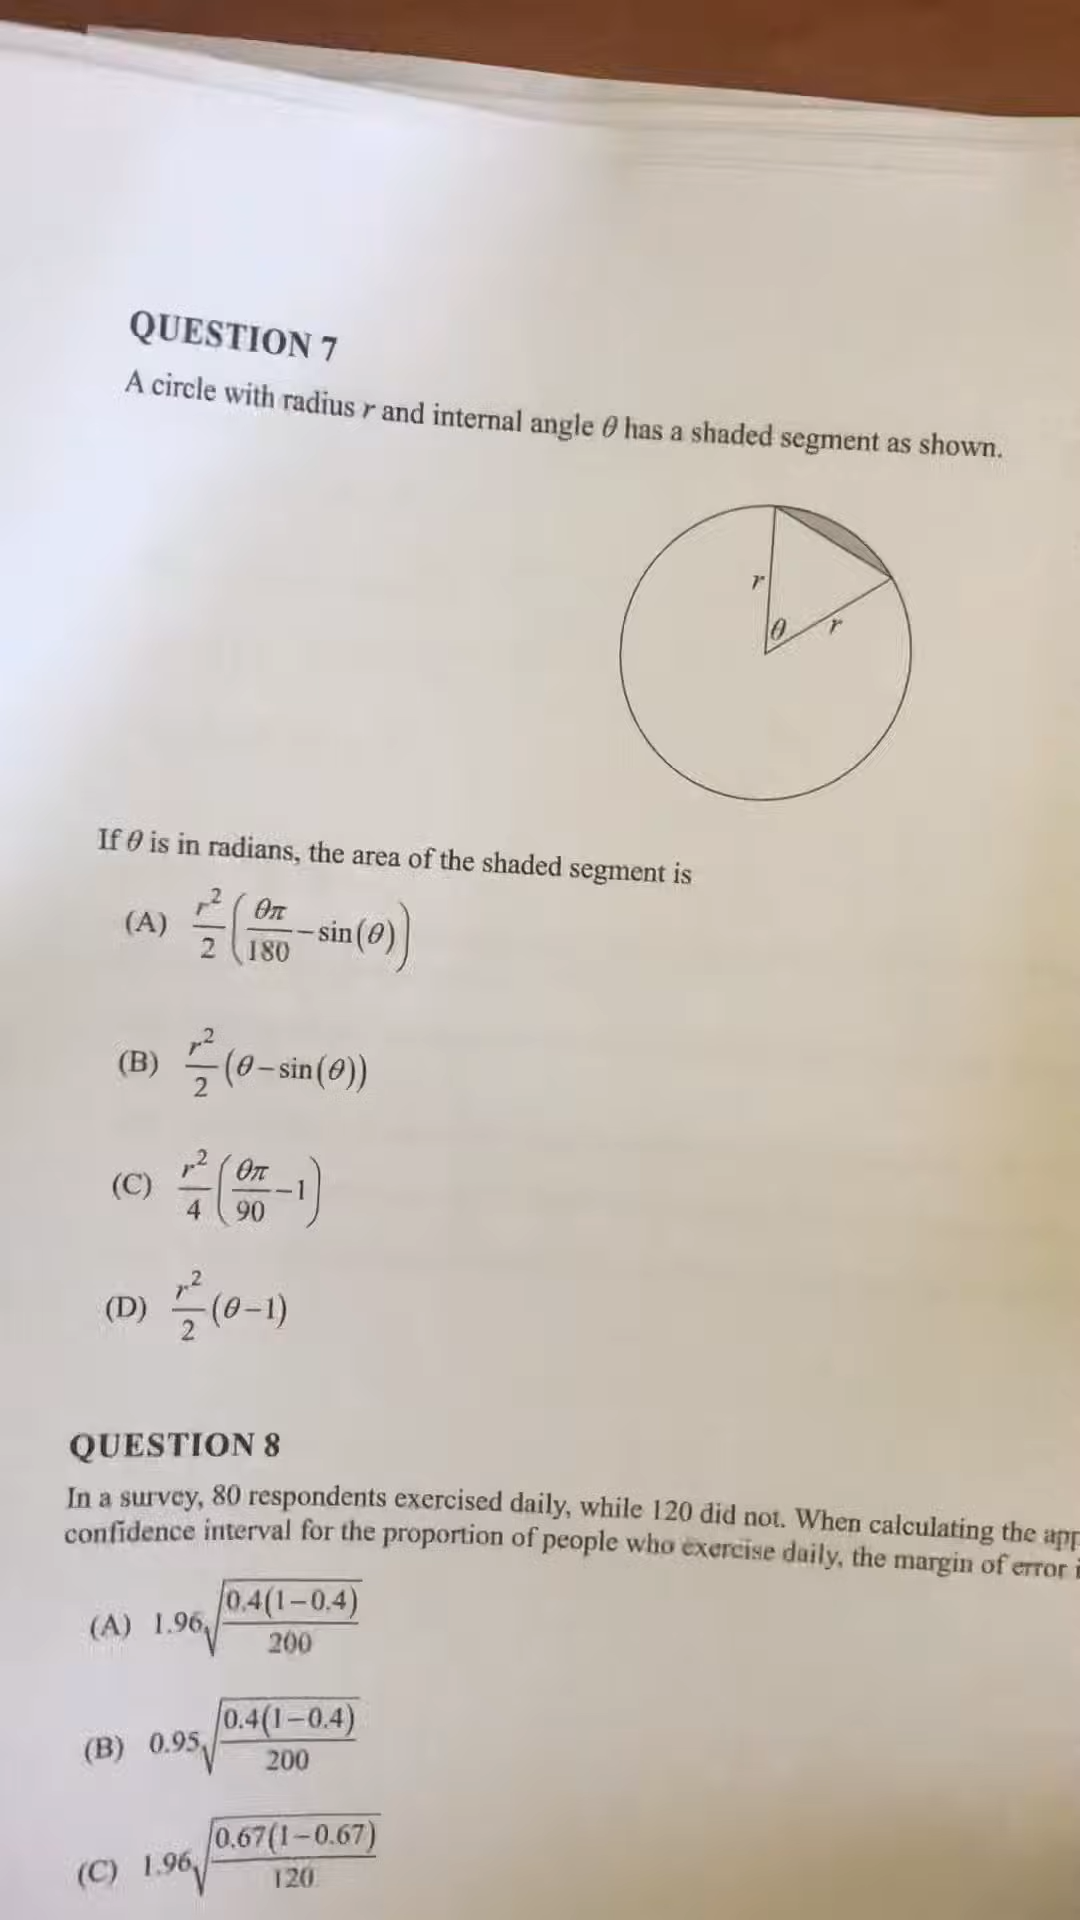 QUESTION 7
A circle with radius r and internal angle θ has a shaded segment as shown.
r
θ
r
If θ is in radians, the area of the shaded segment is
(A) r²/2 (θπ/180 − sin(θ))
(B) r²/2 (θ − sin(θ))
(C) r²/4 (θπ/90 − 1)
(D) r²/2 (θ − 1)
QUESTION 8
In a survey, 80 respondents exercised daily, while 120 did not. When calculating the
confidence interval for the proportion of people who exercise daily, the margin of error
(A) 1.96√(0.4(1−0.4)/200)
(B) 0.95√(0.4(1−0.4)/200)
(C) 1.96√(0.67(1−0.67)/120)